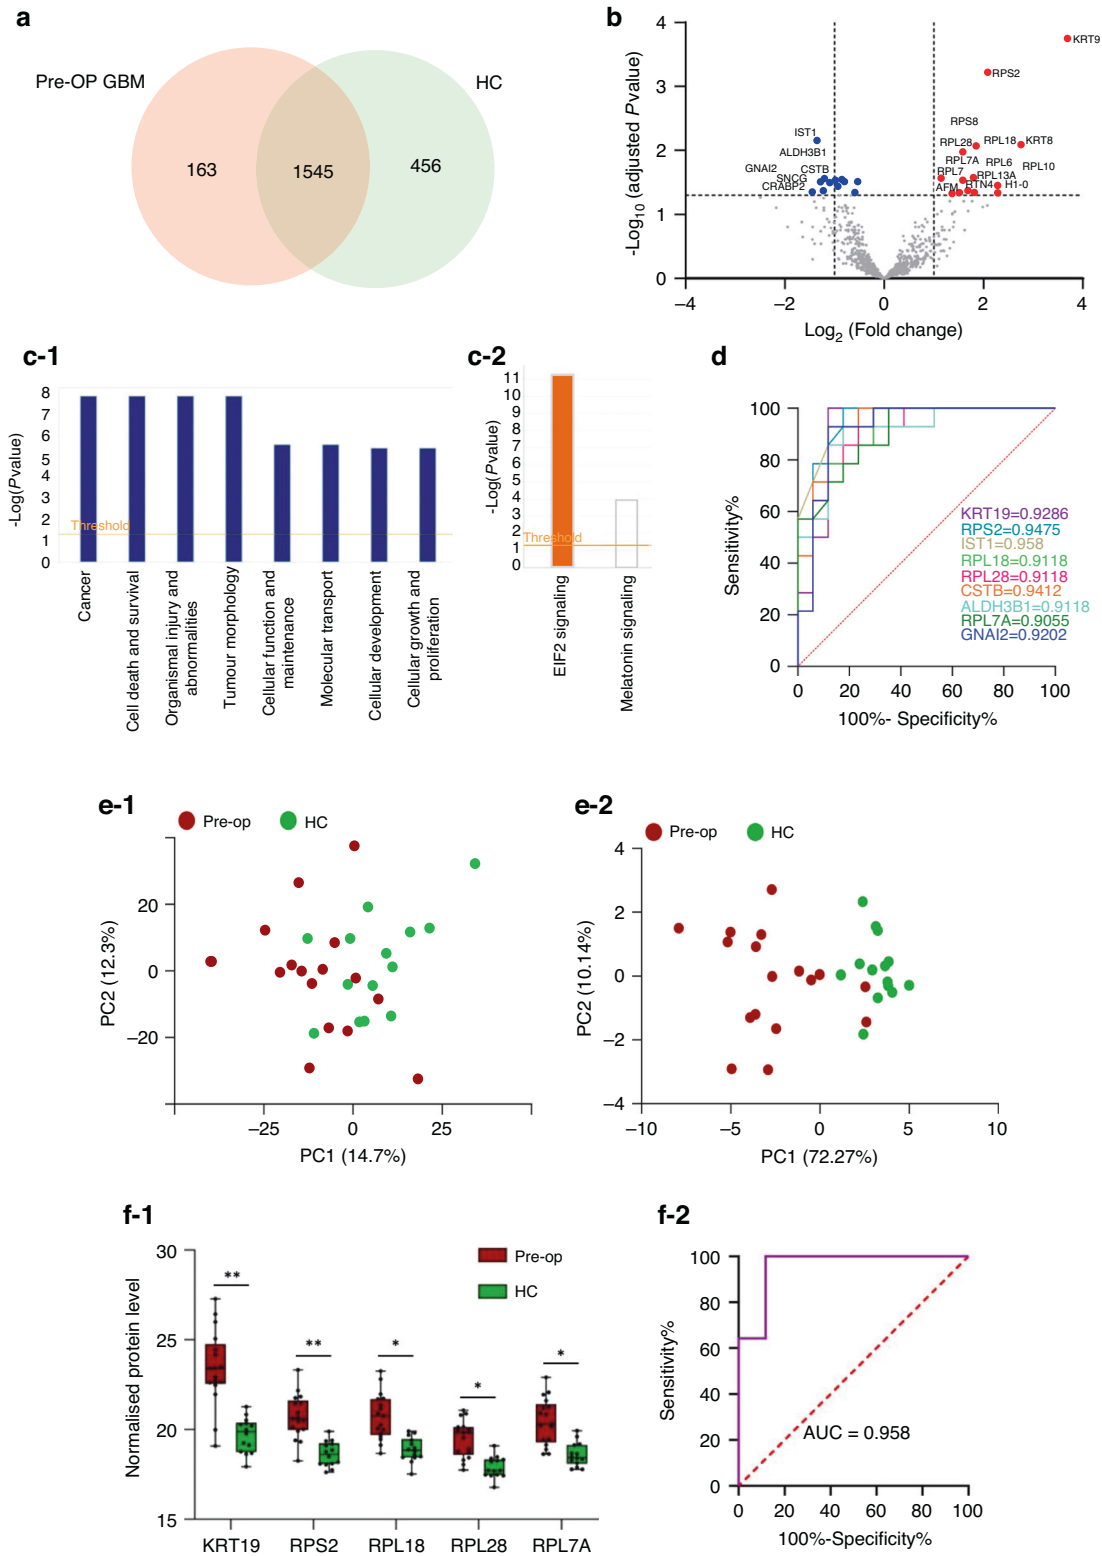 a
Pre-OP GBM
HC
163
1545
456
b
4
3
2
1
0
-Log10 (adjusted Pvalue)
KRT9
RPS2
RPS8
IST1
RPL28
RPL18
KRT8
ALDH3B1
RPL7A
RPL6
RPL10
GNAI2
CSTB
RPL7
RPL13A
SNCG
CRABP2
AFM
RTN4
H1-0
−4
−2
0
2
4
Log2 (Fold change)
c-1
8
7
6
5
4
3
2
1
0
-Log(Pvalue)
Threshold
Cancer
Cell death and survival
Organismal injury and
abnormalities
Tumour morphology
Cellular function and
maintenance
Molecular transport
Cellular development
Cellular growth and
proliferation
c-2
11
10
9
8
7
6
5
4
3
2
1
0
-Log(Pvalue)
Threshold
EIF2 signaling
Melatonin signaling
d
100
80
60
40
20
0
Sensitivity%
KRT19=0.9286
RPS2=0.9475
IST1=0.958
RPL18=0.9118
RPL28=0.9118
CSTB=0.9412
ALDH3B1=0.9118
RPL7A=0.9055
GNAI2=0.9202
0
20
40
60
80
100
100%- Specificity%
e-1
Pre-op
HC
20
0
−20
PC2 (12.3%)
−25
0
25
PC1 (14.7%)
e-2
Pre-op
HC
4
2
0
−2
−4
PC2 (10.14%)
−10
−5
0
5
10
PC1 (72.27%)
f-1
Pre-op
HC
30
25
20
15
Normalised protein level
**
**
*
*
*
KRT19
RPS2
RPL18
RPL28
RPL7A
f-2
100
80
60
40
20
0
Sensitivity%
AUC = 0.958
0
20
40
60
80
100
100%-Specificity%